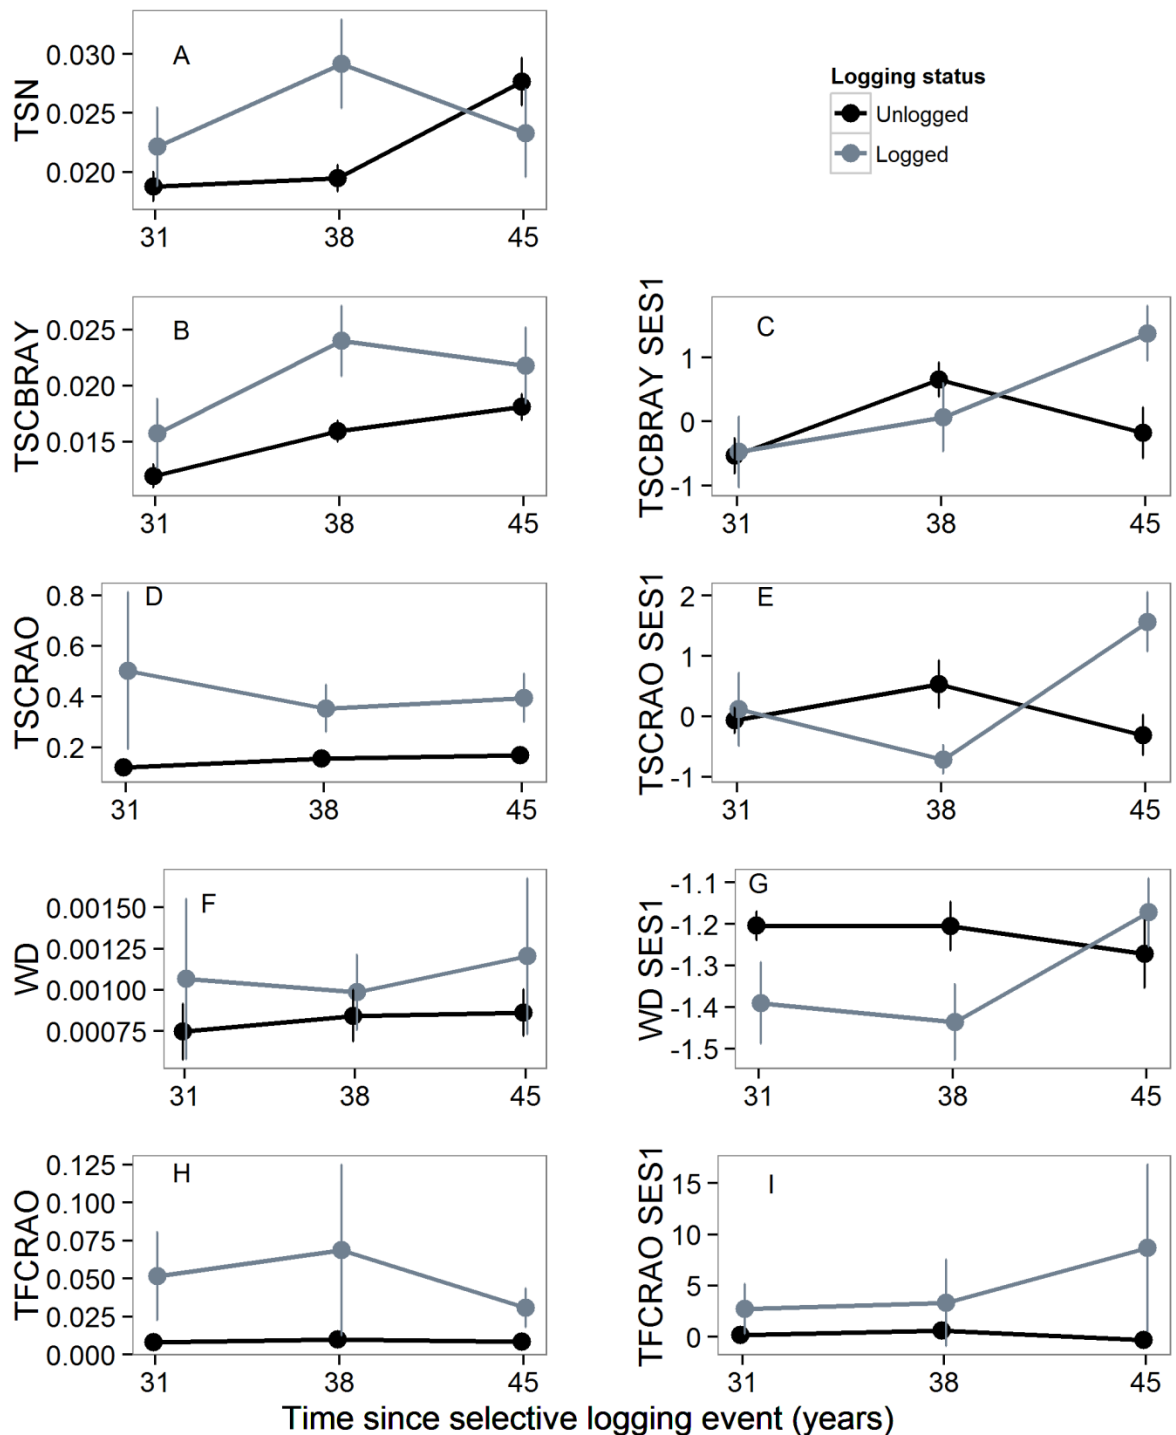 A
TSN
0.030
0.025
0.020
31 38 45
Logging status
Unlogged
Logged
B
TSCBRAY
0.025
0.020
0.015
31 38 45
C
TSCBRAY SES1
1
0
-1
31 38 45
D
TSCRAO
0.8
0.6
0.4
0.2
31 38 45
E
TSCRAO SES1
2
1
0
-1
31 38 45
F
WD
0.00150
0.00125
0.00100
0.00075
31 38 45
G
WD SES1
-1.1
-1.2
-1.3
-1.4
-1.5
31 38 45
H
TFCRAO
0.125
0.100
0.075
0.050
0.025
0.000
31 38 45
I
TFCRAO SES1
15
10
5
0
31 38 45
Time since selective logging event (years)